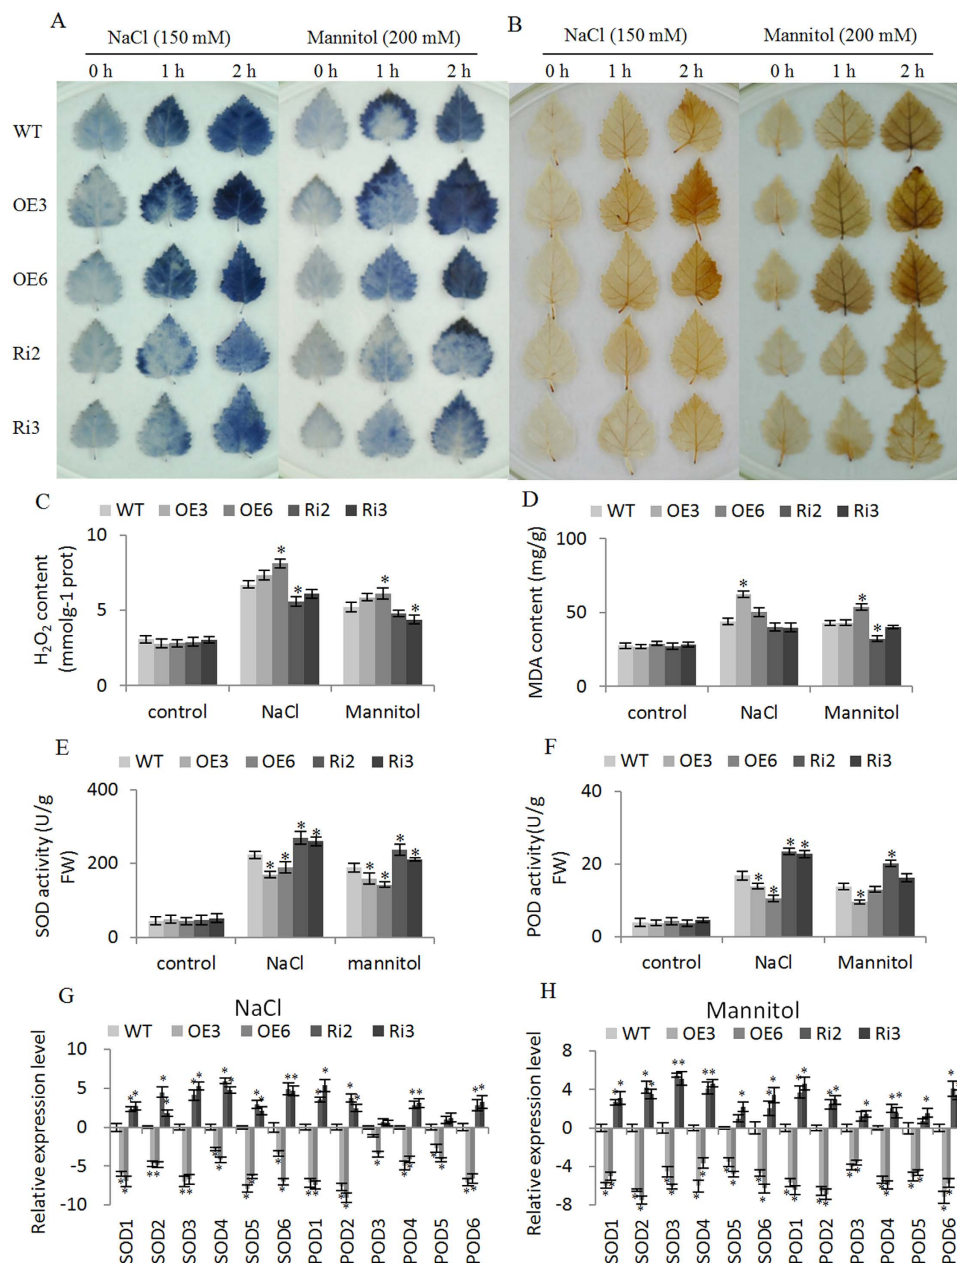 A
NaCl (150 mM) Mannitol (200 mM)
0 h 1 h 2 h 0 h 1 h 2 h
WT
OE3
OE6
Ri2
Ri3
B
NaCl (150 mM) Mannitol (200 mM)
0 h 1 h 2 h 0 h 1 h 2 h
C
WT OE3 OE6 Ri2 Ri3
H2O2 content
(mmolg-1 prot)
10
5
0
* * * *
control NaCl Mannitol
D
WT OE3 OE6 Ri2 Ri3
MDA content (mg/g)
100
50
0
* * *
control NaCl Mannitol
E
WT OE3 OE6 Ri2 Ri3
SOD activity(U/g
FW)
400
200
0
* * * * * * * *
control NaCl mannitol
F
WT OE3 OE6 Ri2 Ri3
POD activity(U/g
FW)
40
20
0
* * * * * *
control NaCl Mannitol
G
NaCl
WT OE3 OE6 Ri2 Ri3
Relative expression level
10
5
0
-5
-10
SOD1 SOD2 SOD3 SOD4 SOD5 SOD6 POD1 POD2 POD3 POD4 POD5 POD6
H
Mannitol
WT OE3 OE6 Ri2 Ri3
Relative expression level
8
4
0
-4
-8
SOD1 SOD2 SOD3 SOD4 SOD5 SOD6 POD1 POD2 POD3 POD4 POD5 POD6